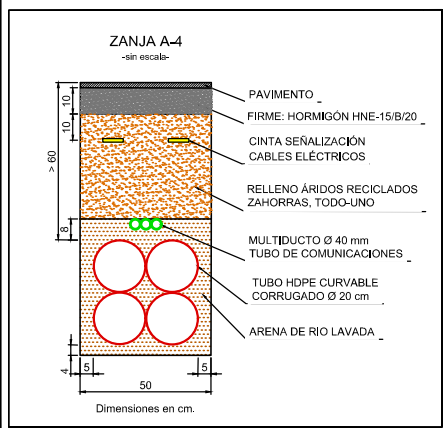 ZANJA A-4
-sin escala-
PAVIMENTO
FIRME: HORMIGÓN HNE-15/B/20
CINTA SEÑALIZACIÓN
CABLES ELÉCTRICOS
RELLENO ÁRIDOS RECICLADOS
ZAHORRAS, TODO-UNO
MULTIDUCTO Ø 40 mm
TUBO DE COMUNICACIONES
TUBO HDPE CURVABLE
CORRUGADO Ø 20 cm
ARENA DE RIO LAVADA
10
10
> 60
8
4
5
5
50
Dimensiones en cm.